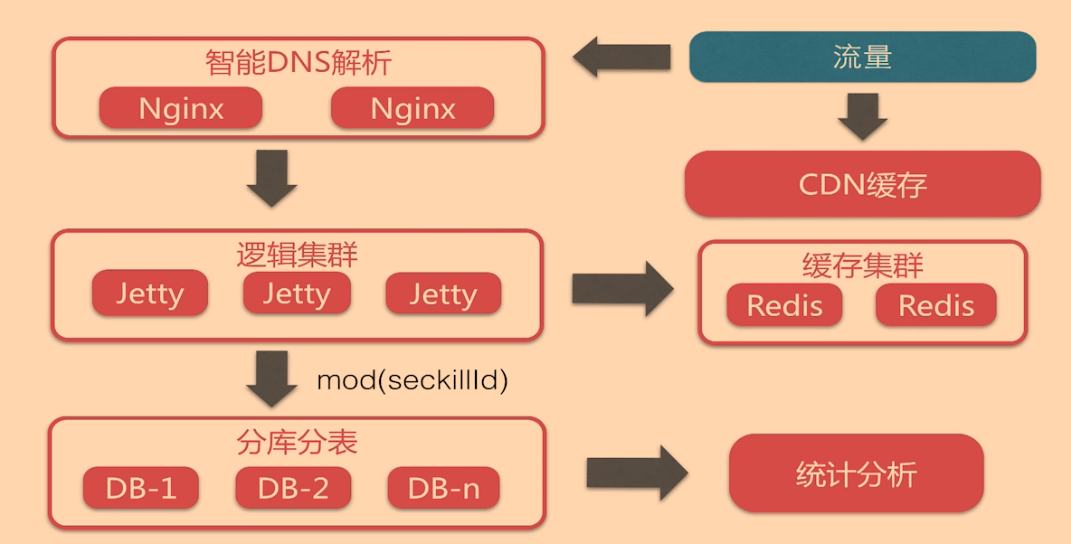 智能DNS解析
Nginx
Nginx
流量
CDN缓存
逻辑集群
Jetty
Jetty
Jetty
缓存集群
Redis
Redis
mod(seckillId)
分库分表
DB-1
DB-2
DB-n
统计分析